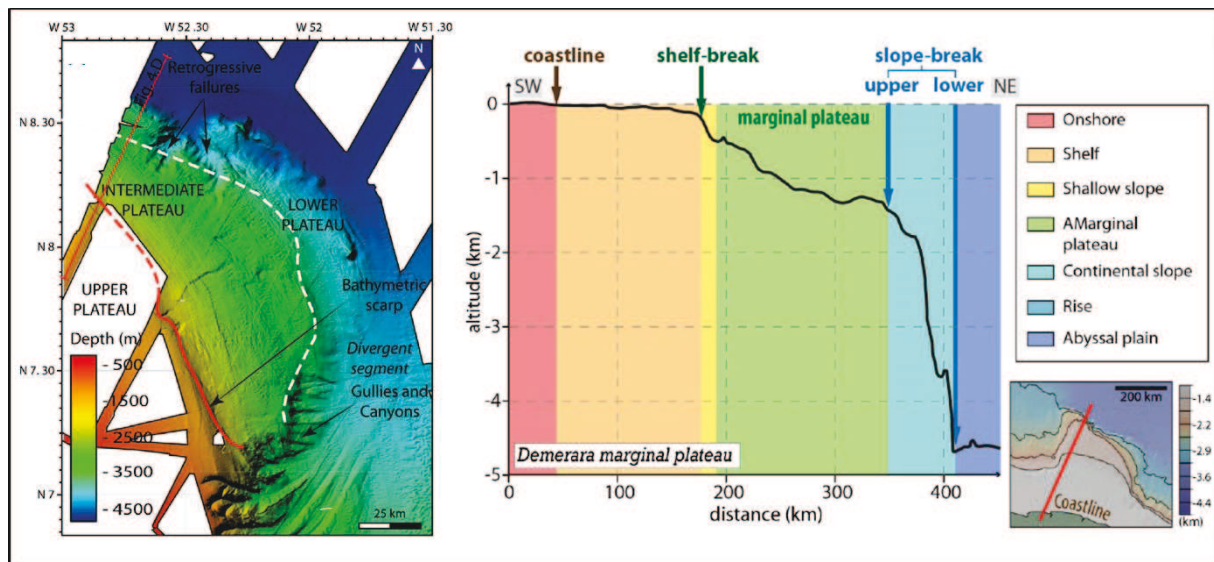 W 53
W 52.30
W 52
W 51.30
N
Fig. 4.D
Retrogressive
failures
N 8.30
INTERMEDIATE
PLATEAU
LOWER
PLATEAU
N 8
UPPER
PLATEAU
Bathymetric
scarp
Depth (m)
- 500
-1500
- 2500
- 3500
- 4500
Divergent
segment
N 7.30
Gullies and
Canyons
N 7
25 km
coastline
shelf-break
slope-break
upper
lower
SW
NE
marginal plateau
0
-1
-2
-3
-4
-5
altitude (km)
Demerara marginal plateau
0
100
200
300
400
distance (km)
Onshore
Shelf
Shallow slope
AMarginal
plateau
Continental slope
Rise
Abyssal plain
200 km
Coastline
-1.4
-2.2
-2.9
-3.6
-4.4
(km)